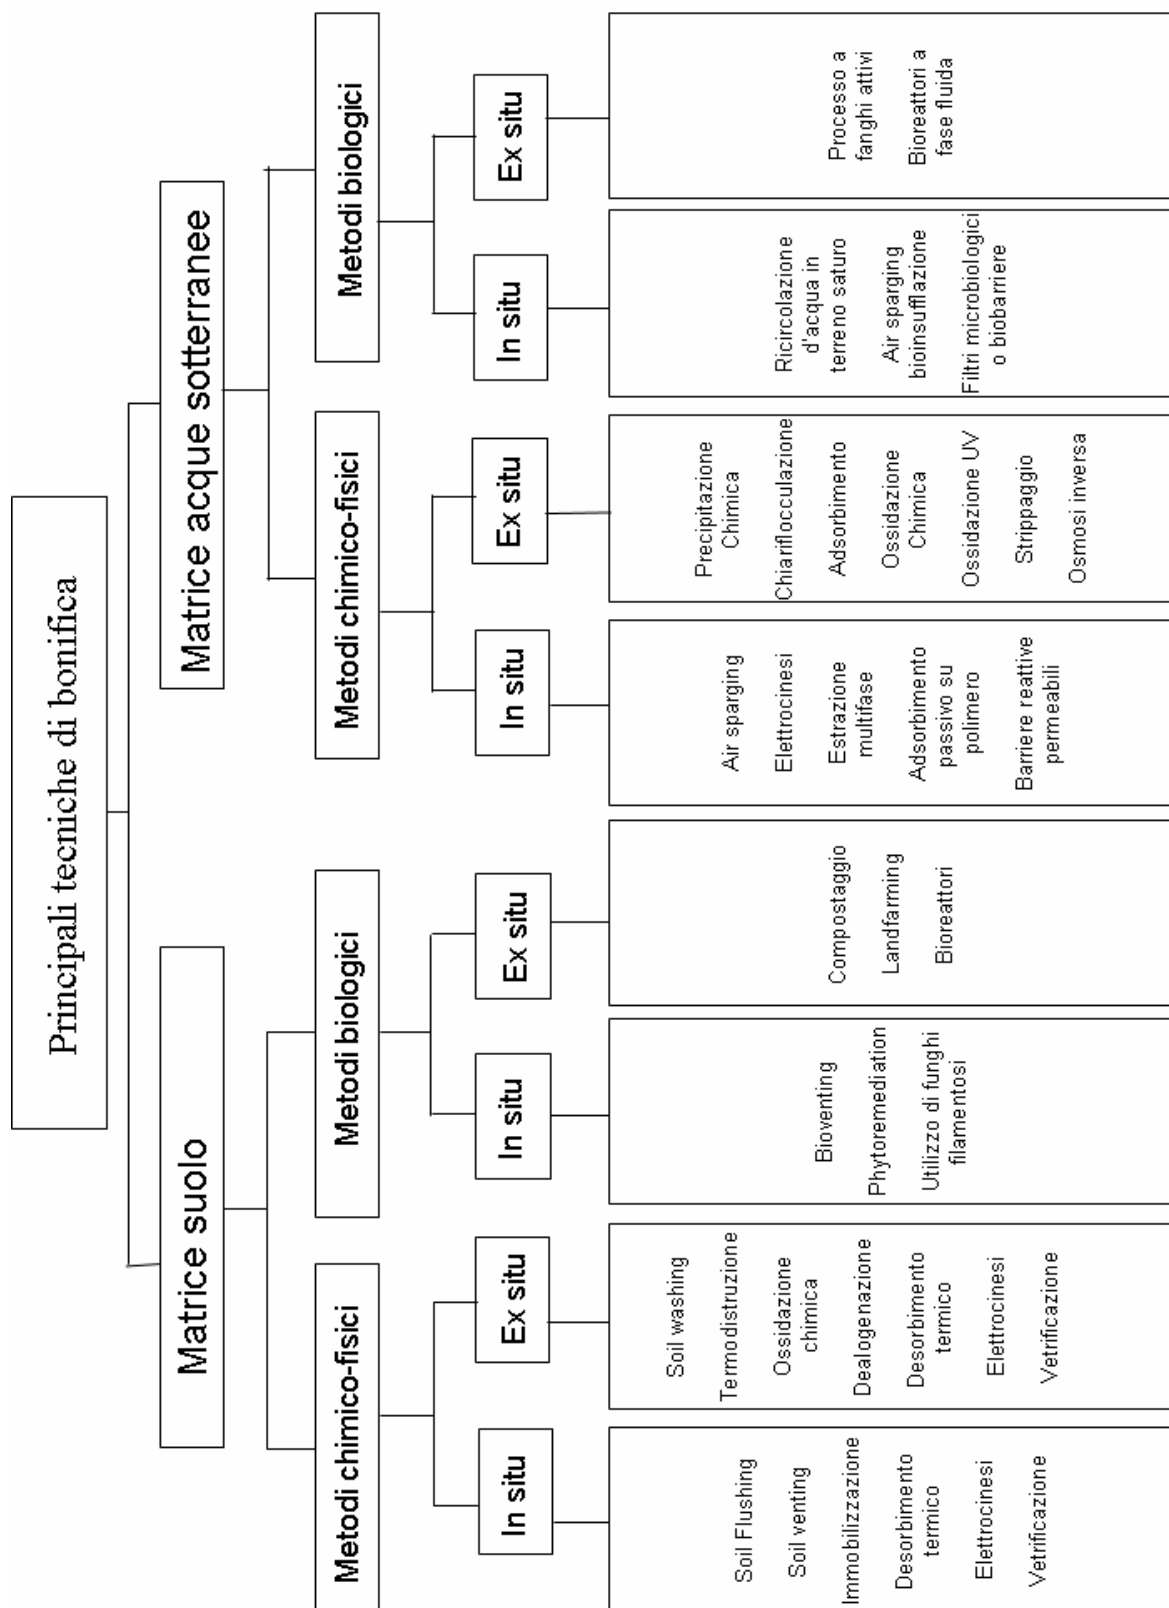 Principali tecniche di bonifica
Matrice suolo
Matrice acque sotterranee
Metodi chimico-fisici
Metodi biologici
Metodi chimico-fisici
Metodi biologici
In situ
Ex situ
In situ
Ex situ
In situ
Ex situ
In situ
Ex situ
Soil Flushing
Soil venting
Immobilizzazione
Desorbimento
termico
Elettrocinesi
Vetrificazione
Soil washing
Termodistruzione
Ossidazione
chimica
Dealogenazione
Desorbimento
termico
Elettrocinesi
Vetrificazione
Bioventing
Phytoremediation
Utilizzo di funghi
filamentosi
Compostaggio
Landfarming
Bioreattori
Air sparging
Elettrocinesi
Estrazione
multifase
Adsorbimento
passivo su
polimero
Barriere reattive
permeabili
Precipitazione
Chimica
Chiariflocculazione
Adsorbimento
Ossidazione
Chimica
Ossidazione UV
Strippaggio
Osmosi inversa
Ricircolazione
d'acqua in
terreno saturo
Air sparging
bioinsufflazione
Filtri microbiologici
o biobarriere
Processo a
fanghi attivi
Bioreattori a
fase fluida